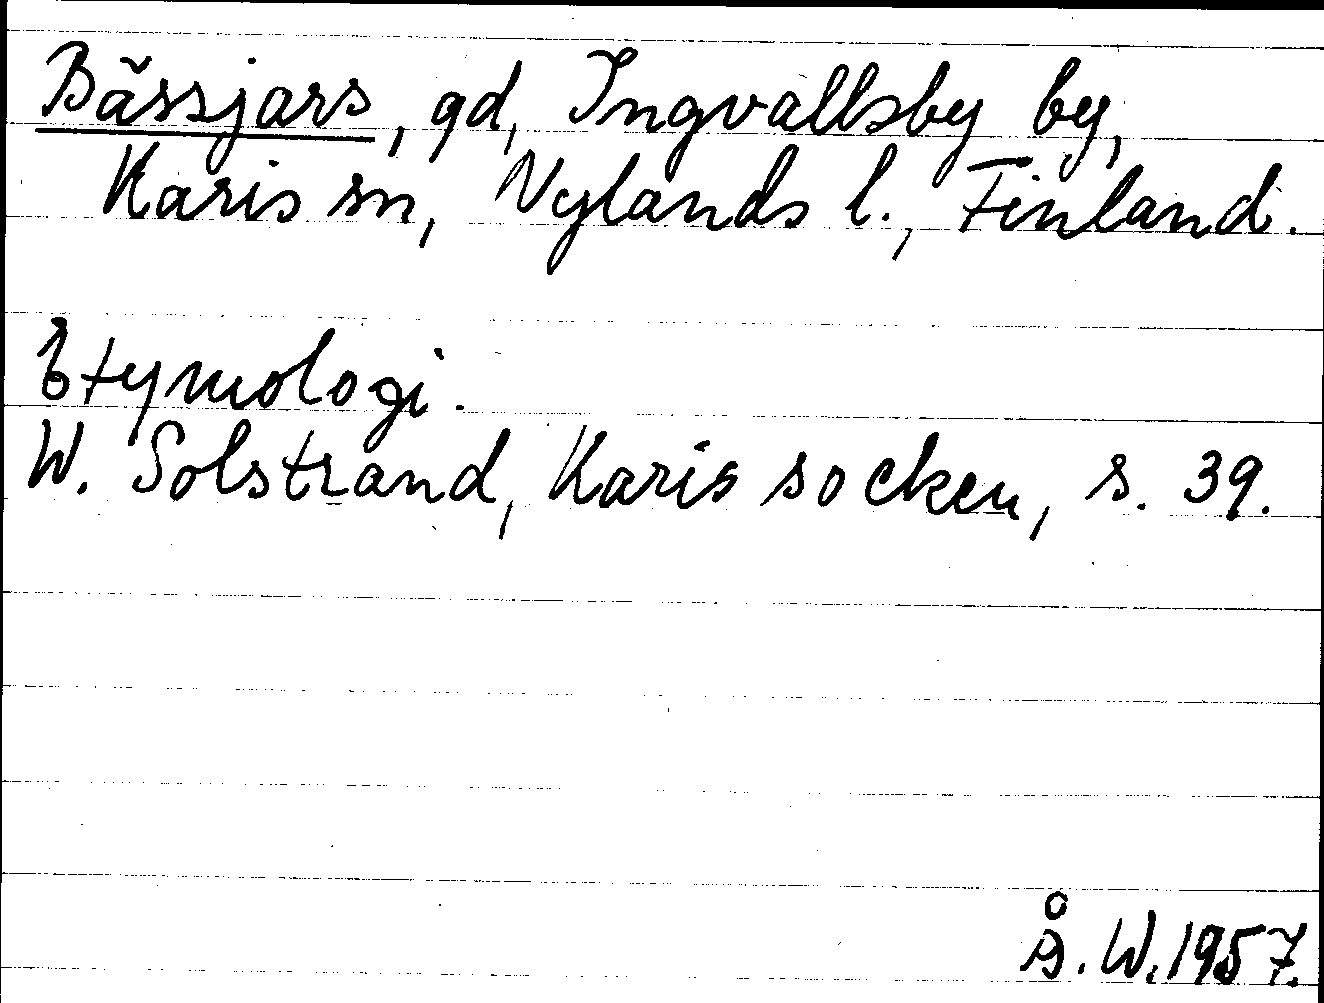 Bässjars, gd, Ingvallsby by,
Karis sn, Nylands l., Finland.
Etymologi.
W. Solstrand, Karis socken, s. 39.
Å. W. 1957.